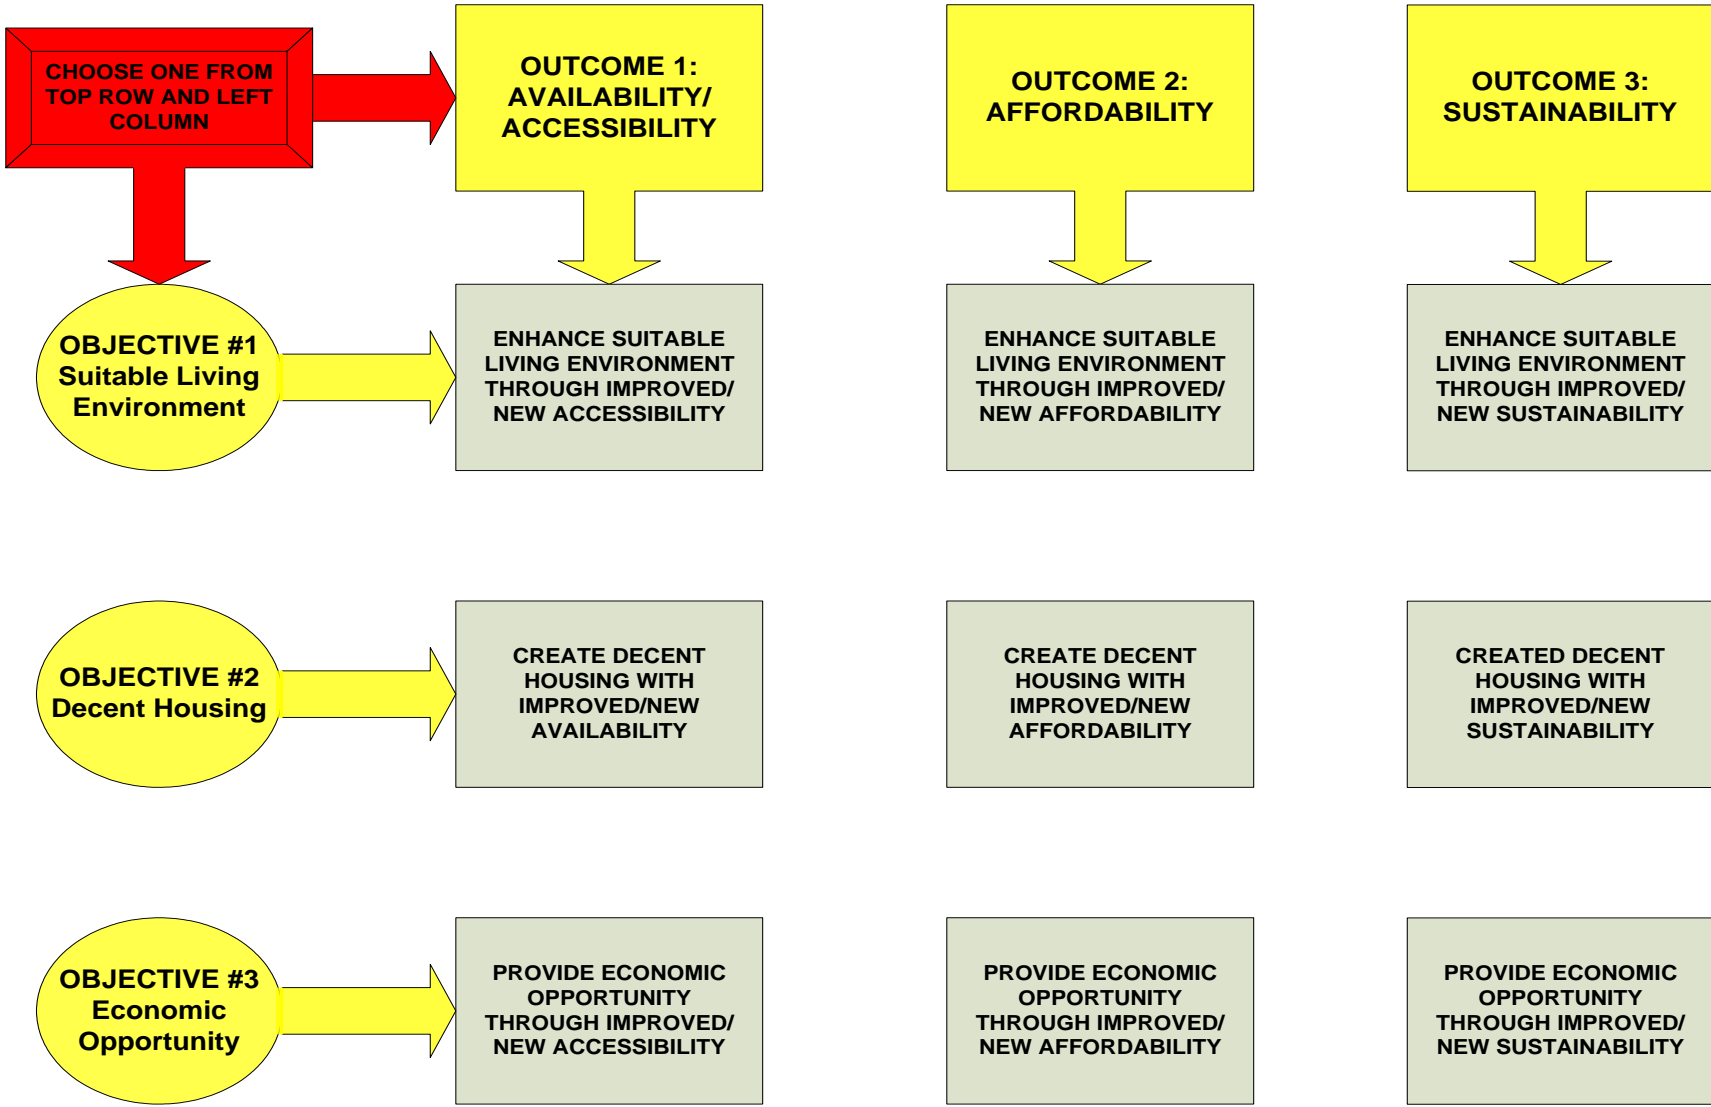 CHOOSE ONE FROM
TOP ROW AND LEFT
COLUMN
OUTCOME 1:
AVAILABILITY/
ACCESSIBILITY
OUTCOME 2:
AFFORDABILITY
OUTCOME 3:
SUSTAINABILITY
OBJECTIVE #1
Suitable Living
Environment
ENHANCE SUITABLE
LIVING ENVIRONMENT
THROUGH IMPROVED/
NEW ACCESSIBILITY
ENHANCE SUITABLE
LIVING ENVIRONMENT
THROUGH IMPROVED/
NEW AFFORDABILITY
ENHANCE SUITABLE
LIVING ENVIRONMENT
THROUGH IMPROVED/
NEW SUSTAINABILITY
OBJECTIVE #2
Decent Housing
CREATE DECENT
HOUSING WITH
IMPROVED/NEW
AVAILABILITY
CREATE DECENT
HOUSING WITH
IMPROVED/NEW
AFFORDABILITY
CREATED DECENT
HOUSING WITH
IMPROVED/NEW
SUSTAINABILITY
OBJECTIVE #3
Economic
Opportunity
PROVIDE ECONOMIC
OPPORTUNITY
THROUGH IMPROVED/
NEW ACCESSIBILITY
PROVIDE ECONOMIC
OPPORTUNITY
THROUGH IMPROVED/
NEW AFFORDABILITY
PROVIDE ECONOMIC
OPPORTUNITY
THROUGH IMPROVED/
NEW SUSTAINABILITY